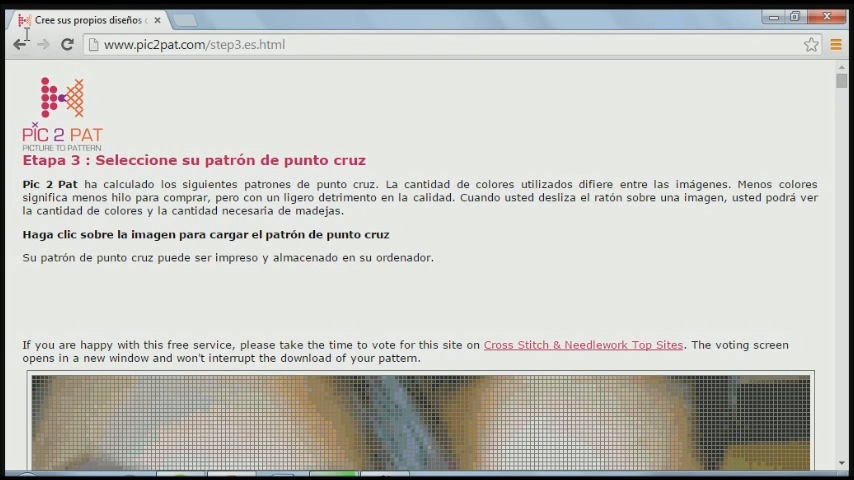 Cree sus propios diseños c
www.pic2pat.com/step3.es.html
PIC 2 PAT
PICTURE TO PATTERN
Etapa 3 : Seleccione su patrón de punto cruz
Pic 2 Pat ha calculado los siguientes patrones de punto cruz. La cantidad de colores utilizados difiere entre las imágenes. Menos colores
significa menos hilo para comprar, pero con un ligero detrimento en la calidad. Cuando usted desliza el ratón sobre una imagen, usted podrá ver
la cantidad de colores y la cantidad necesaria de madejas.
Haga clic sobre la imagen para cargar el patrón de punto cruz
Su patrón de punto cruz puede ser impreso y almacenado en su ordenador.
If you are happy with this free service, please take the time to vote for this site on Cross Stitch & Needlework Top Sites. The voting screen
opens in a new window and won't interrupt the download of your pattern.